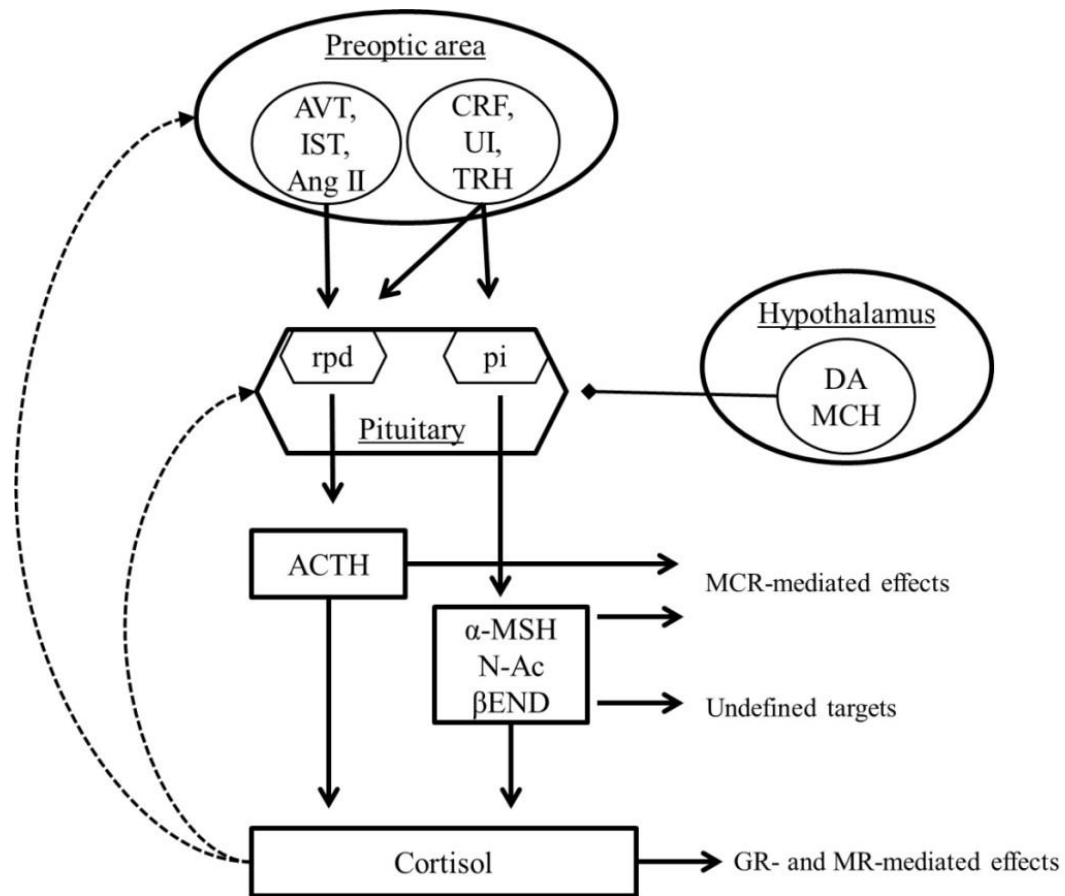 Preoptic area
AVT,
IST,
Ang II
CRF,
UI,
TRH
Hypothalamus
DA
MCH
rpd
pi
Pituitary
ACTH
MCR-mediated effects
α-MSH
N-Ac
βEND
Undefined targets
Cortisol
GR- and MR-mediated effects